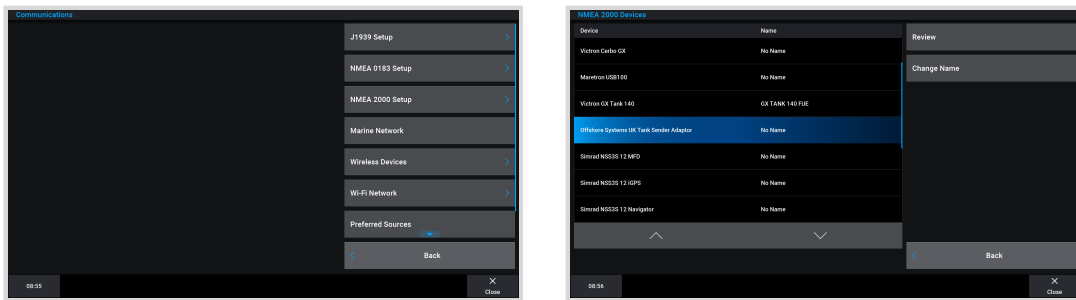 Communications
J1939 Setup
NMEA 0183 Setup
NMEA 2000 Setup
Marine Network
Wireless Devices
Wi-Fi Network
Preferred Sources
Back
08:55
Close
NMEA 2000 Devices
Device Name
Victron Cerbo GX No Name
Maretron USB100 No Name
Victron GX Tank 140 GX TANK 140 FUE
Offshore Systems UK Tank Sender Adaptor No Name
Simrad NSS3S 12 MFD No Name
Simrad NSS3S 12 iGPS No Name
Simrad NSS3S 12 Navigator No Name
Review
Change Name
Back
08:56
Close